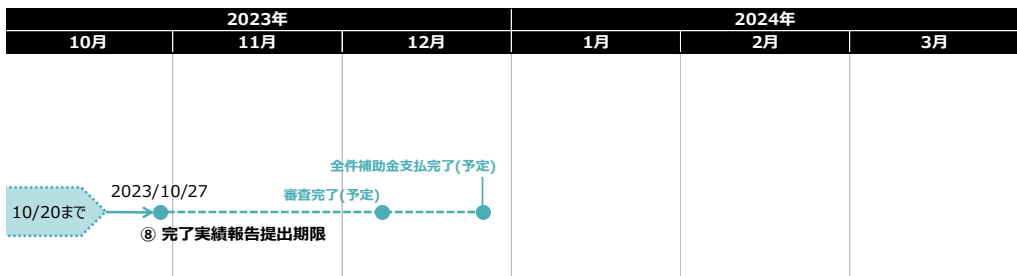 2023年 2024年
10月 11月 12月 1月 2月 3月
全件補助金支払完了(予定)
2023/10/27 審査完了(予定)
10/20まで
⑧ 完了実績報告提出期限